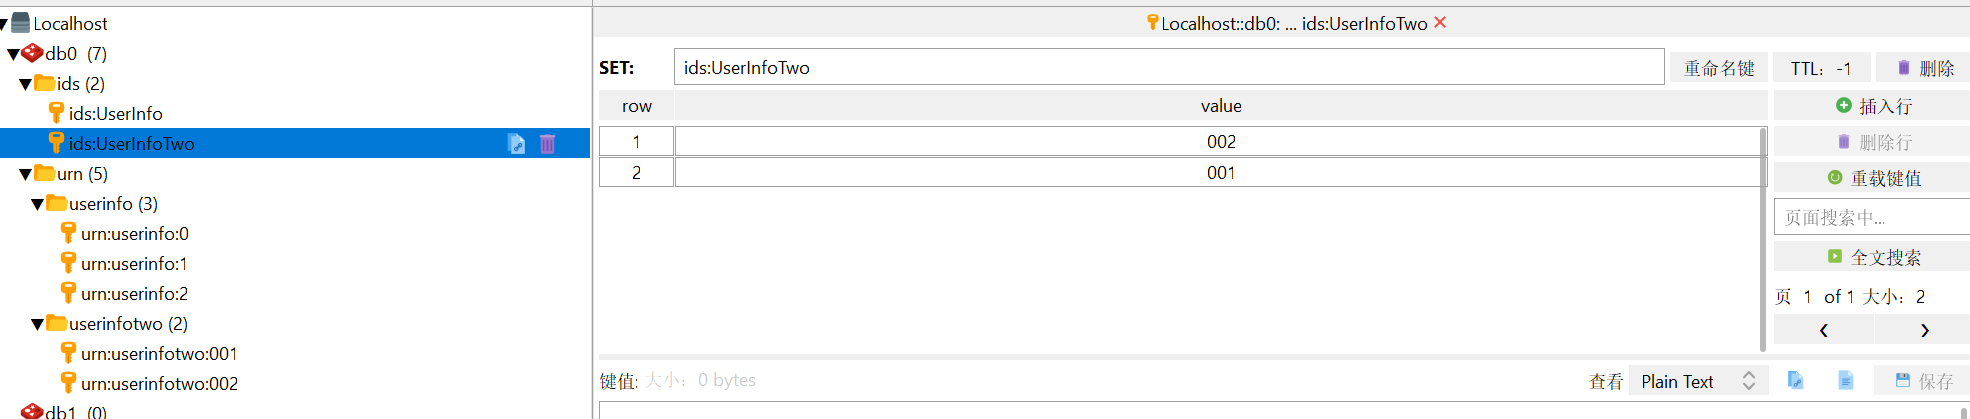 Localhost
db0 (7)
ids (2)
ids:UserInfo
ids:UserInfoTwo
urn (5)
userinfo (3)
urn:userinfo:0
urn:userinfo:1
urn:userinfo:2
userinfotwo (2)
urn:userinfotwo:001
urn:userinfotwo:002
db1 (0)
Localhost::db0: ... ids:UserInfoTwo
SET: ids:UserInfoTwo 重命名键 TTL: -1 删除
row value
1 002
2 001
插入行
删除行
重载键值
页面搜索中...
全文搜索
页 1 of 1 大小: 2
< >
键值: 大小: 0 bytes 查看 Plain Text 保存